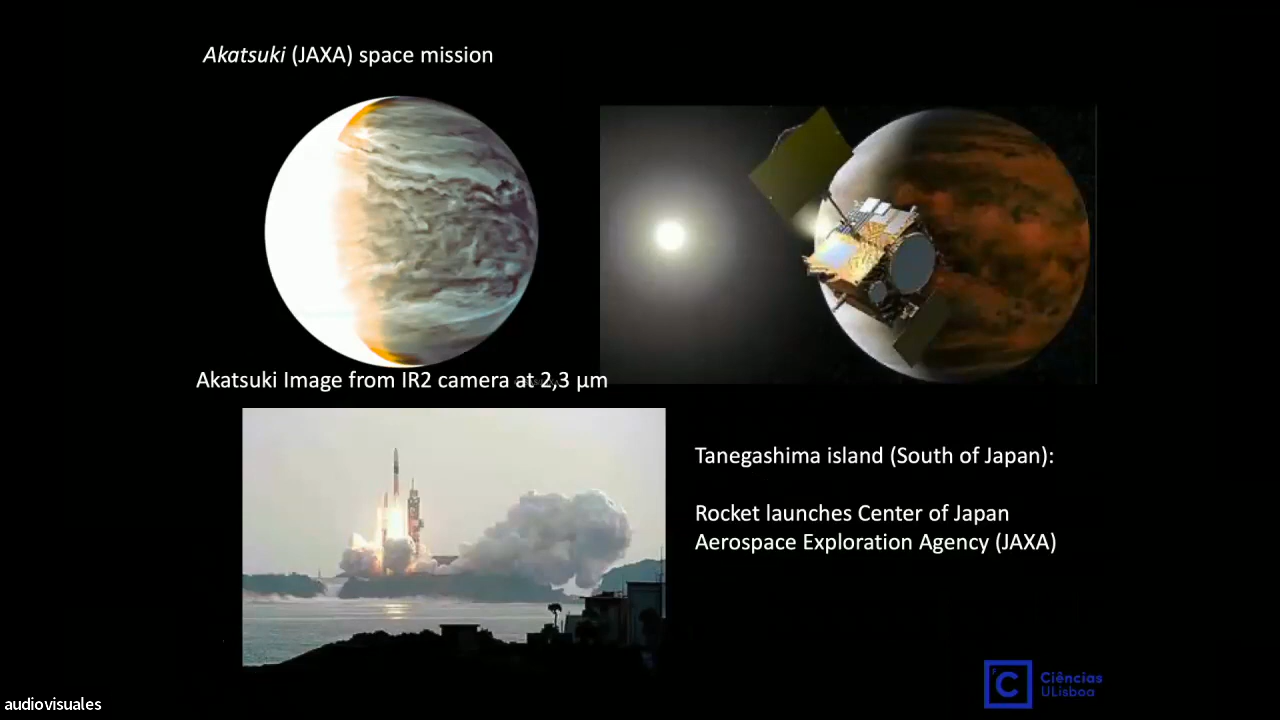 Akatsuki (JAXA) space mission
Akatsuki Image from IR2 camera at 2,3 μm
Tanegashima island (South of Japan):
Rocket launches Center of Japan
Aerospace Exploration Agency (JAXA)
C
Ciências
ULisboa
audiovisuales